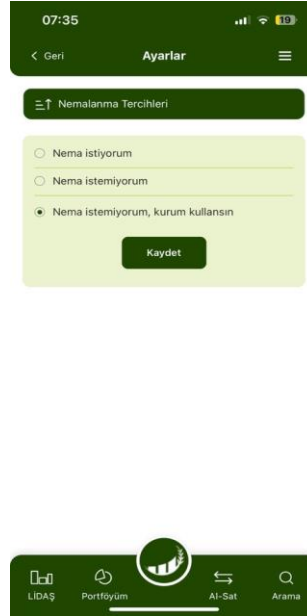 07:35
19
Geri
Ayarlar
Nemalanma Tercihleri
Nema istiyorum
Nema istemiyorum
Nema istemiyorum, kurum kullansın
Kaydet
LİDAŞ
Portföyüm
Al-Sat
Arama